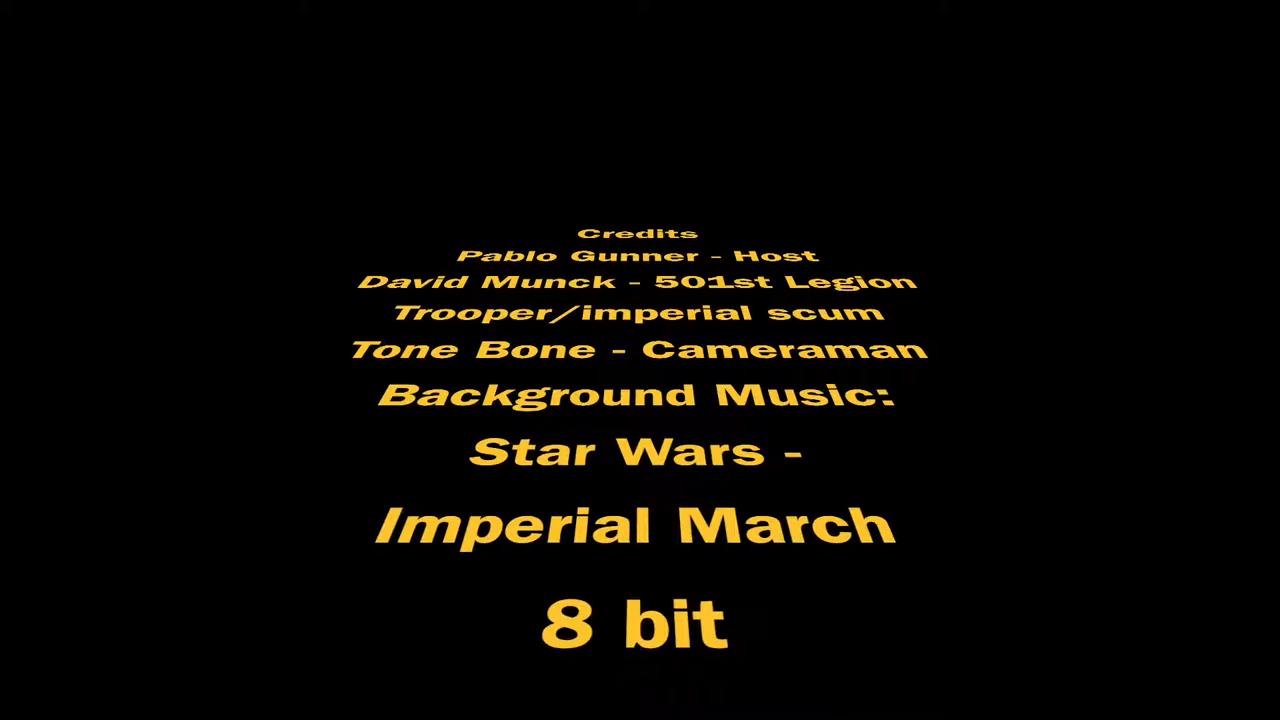 Credits
Pablo Gunner - Host
David Munck - 501st Legion
Trooper/imperial scum
Tone Bone - Cameraman
Background Music:
Star Wars -
Imperial March
8 bit